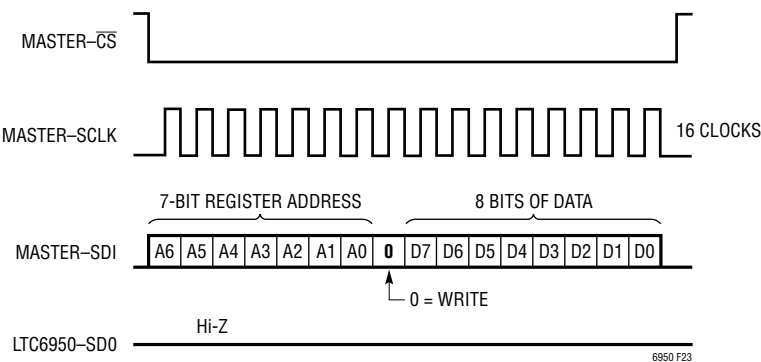 MASTER–C̅S̅
MASTER–SCLK
16 CLOCKS
7-BIT REGISTER ADDRESS
8 BITS OF DATA
MASTER–SDI
A6 A5 A4 A3 A2 A1 A0 0 D7 D6 D5 D4 D3 D2 D1 D0
0 = WRITE
Hi-Z
LTC6950–SD0
6950 F23